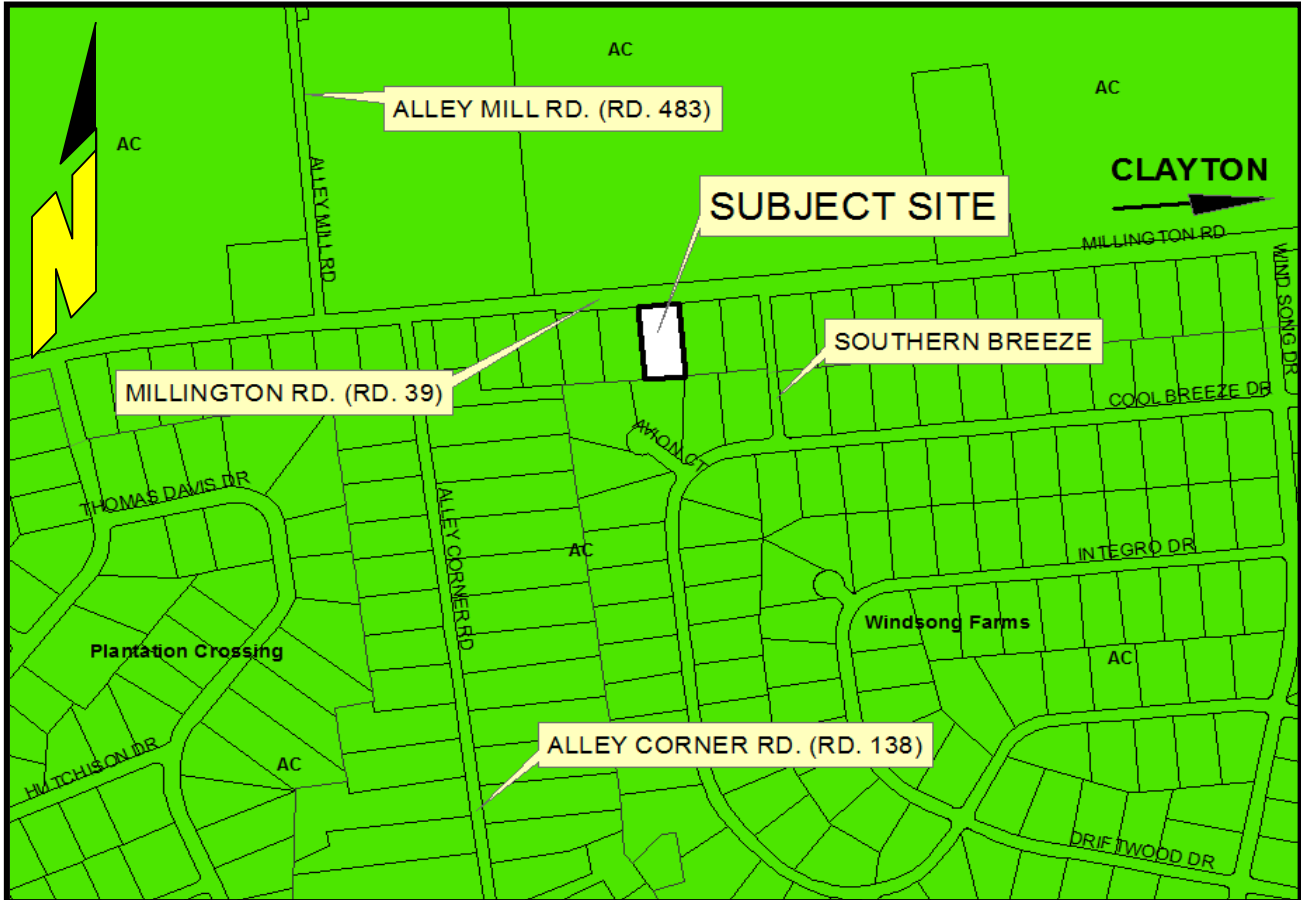 AC
AC
ALLEY MILL RD. (RD. 483)
AC
N
CLAYTON
ALLEY MILL RD
SUBJECT SITE
MILLINGTON RD
WIND SONG DR
SOUTHERN BREEZE
MILLINGTON RD. (RD. 39)
COOL BREEZE DR
AVION CT
THOMAS DAVIS DR
ALLEY CORNER RD
AC
INTEGRO DR
Windsong Farms
Plantation Crossing
AC
ALLEY CORNER RD. (RD. 138)
HUTCHISON DR
AC
DRIFTWOOD DR